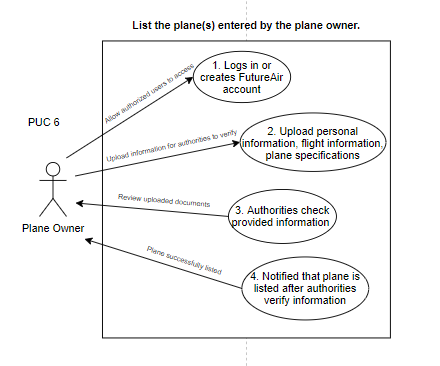 List the plane(s) entered by the plane owner.
1. Logs in or
creates FutureAir
account
Allow authorized users to access
PUC 6
2. Upload personal
information, flight information,
plane specifications
Upload information for authorities to verify
Review uploaded documents
3. Authorities check
provided information
Plane Owner
Plane successfully listed
4. Notified that plane is
listed after authorities
verify information